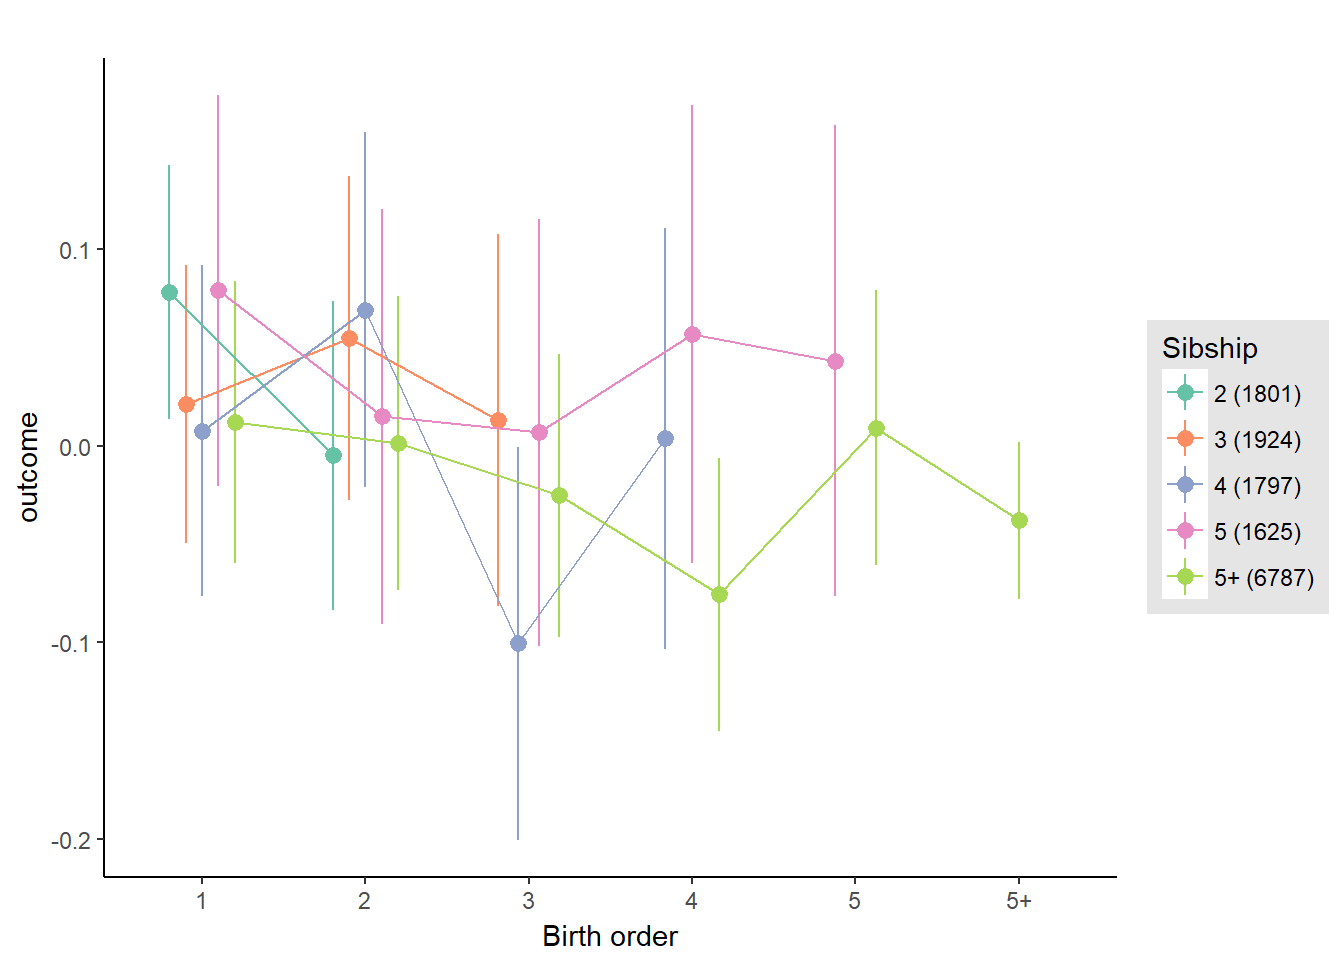 0.1
0.0
-0.1
-0.2
outcome
1 2 3 4 5 5+
Birth order
Sibship
2 (1801)
3 (1924)
4 (1797)
5 (1625)
5+ (6787)